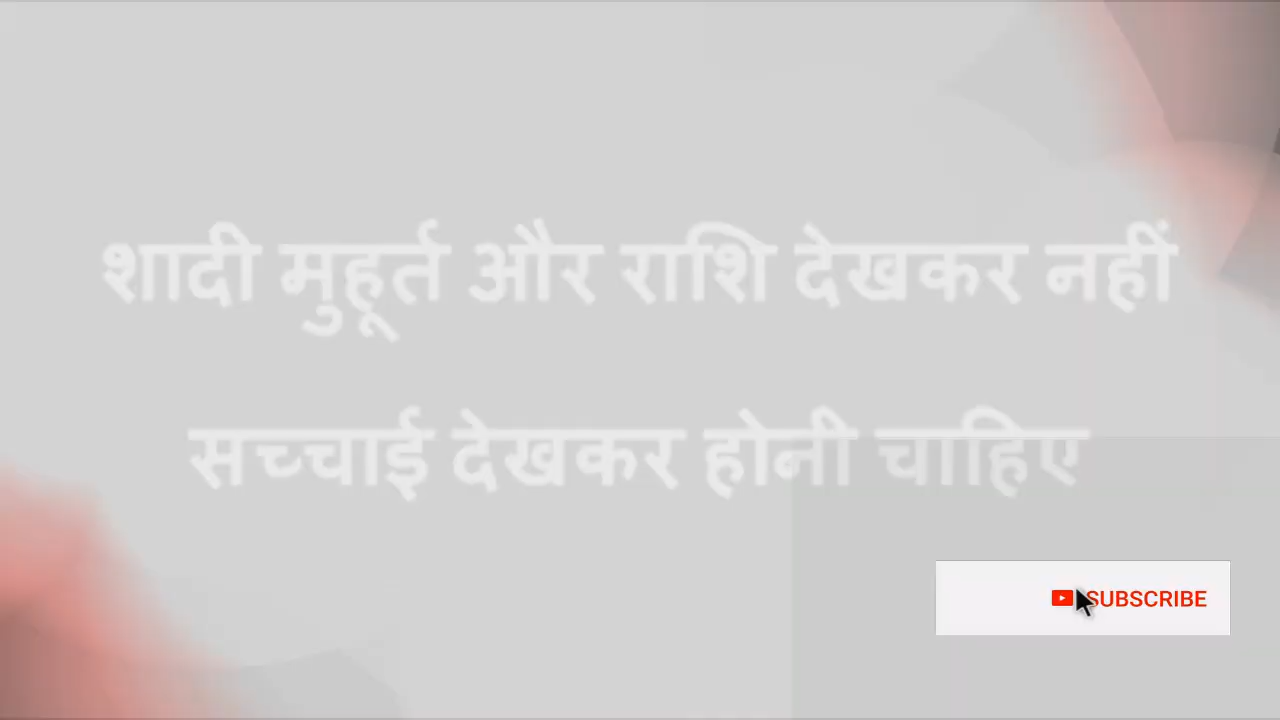 शादी मुहूर्त और राशि देखकर नहीं
सच्चाई देखकर होनी चाहिए
SUBSCRIBE